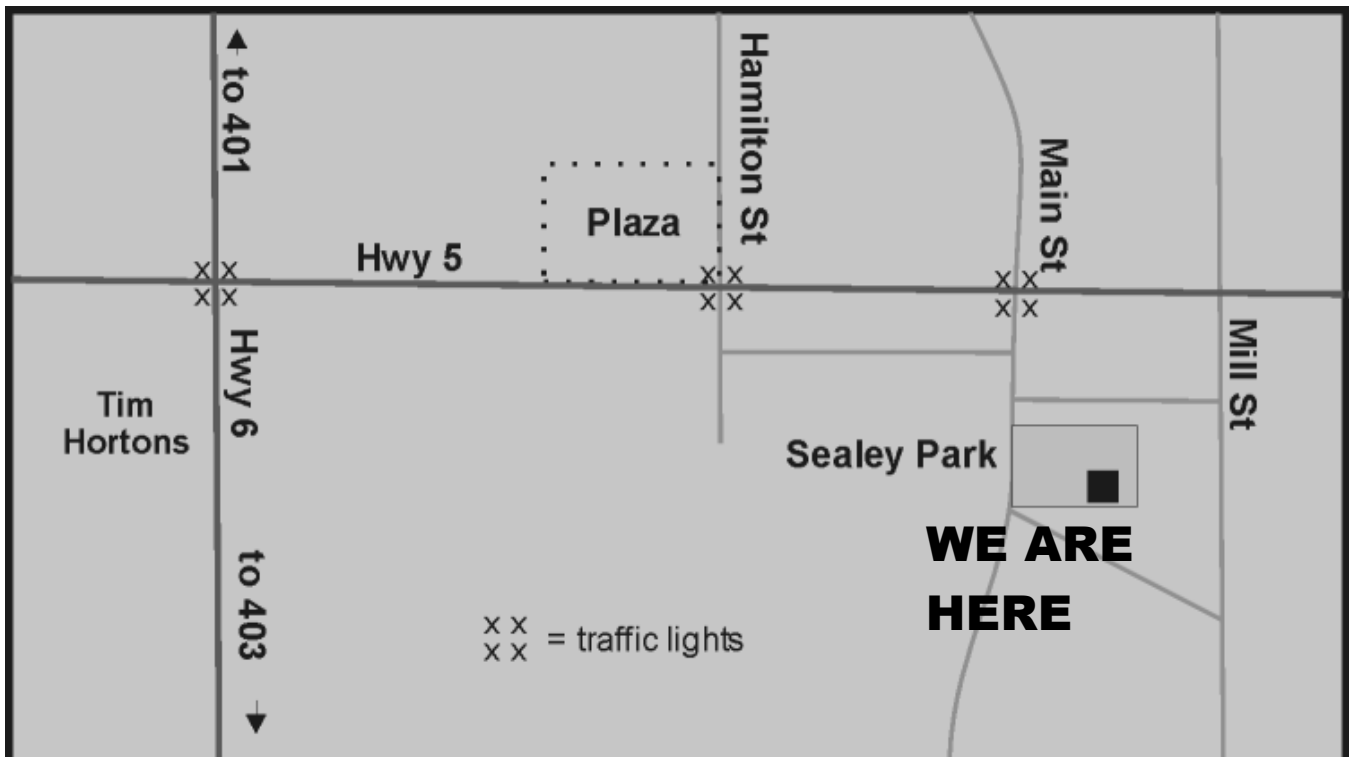 to 401
Hamilton St
Main St
Plaza
Hwy 5
x x
x x
x x
x x
x x
x x
Hwy 6
Mill St
Tim
Hortons
Sealey Park
WE ARE
HERE
to 403
x x
x x = traffic lights